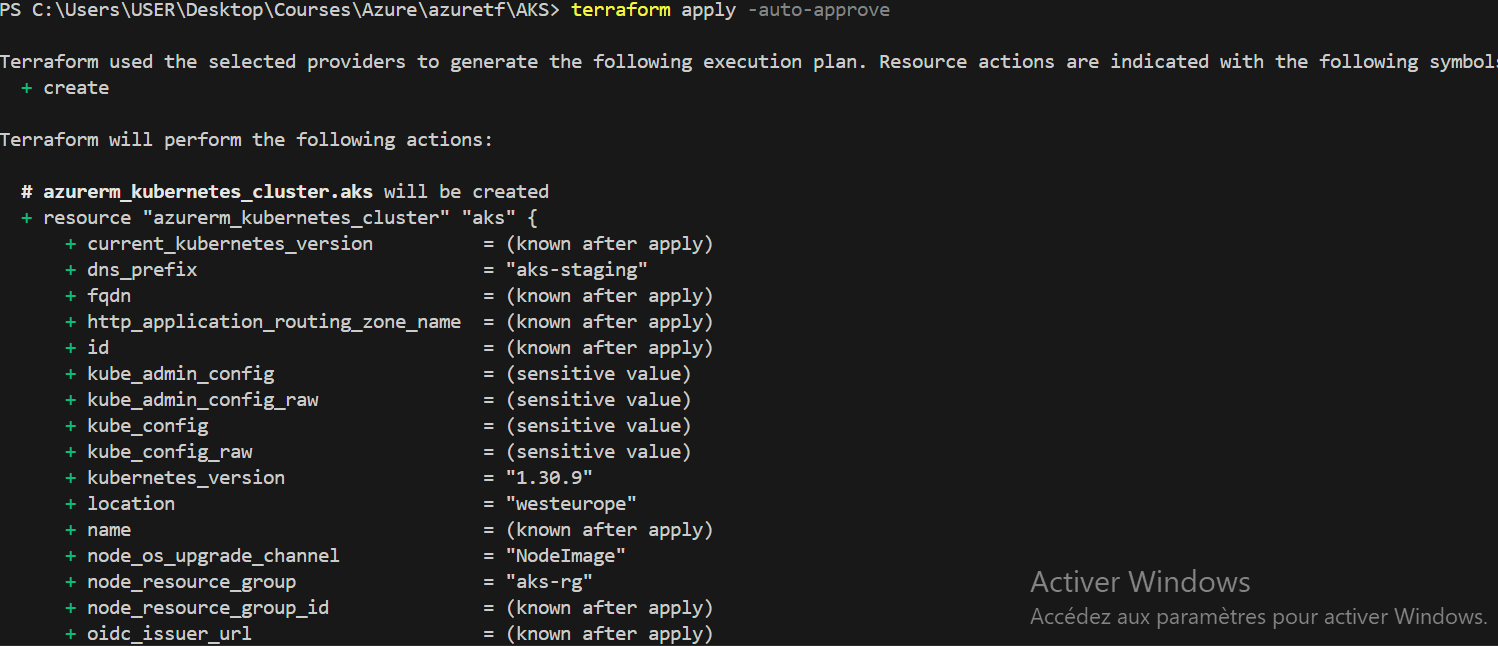 PS C:\Users\USER\Desktop\Courses\Azure\azuretf\AKS> terraform apply -auto-approve
Terraform used the selected providers to generate the following execution plan. Resource actions are indicated with the following symbols
+ create
Terraform will perform the following actions:
# azurerm_kubernetes_cluster.aks will be created
+ resource "azurerm_kubernetes_cluster" "aks" {
+ current_kubernetes_version = (known after apply)
+ dns_prefix = "aks-staging"
+ fqdn = (known after apply)
+ http_application_routing_zone_name = (known after apply)
+ id = (known after apply)
+ kube_admin_config = (sensitive value)
+ kube_admin_config_raw = (sensitive value)
+ kube_config = (sensitive value)
+ kube_config_raw = (sensitive value)
+ kubernetes_version = "1.30.9"
+ location = "westeurope"
+ name = (known after apply)
+ node_os_upgrade_channel = "NodeImage"
+ node_resource_group = "aks-rg"
+ node_resource_group_id = (known after apply)
+ oidc_issuer_url = (known after apply)
Activer Windows
Accédez aux paramètres pour activer Windows.